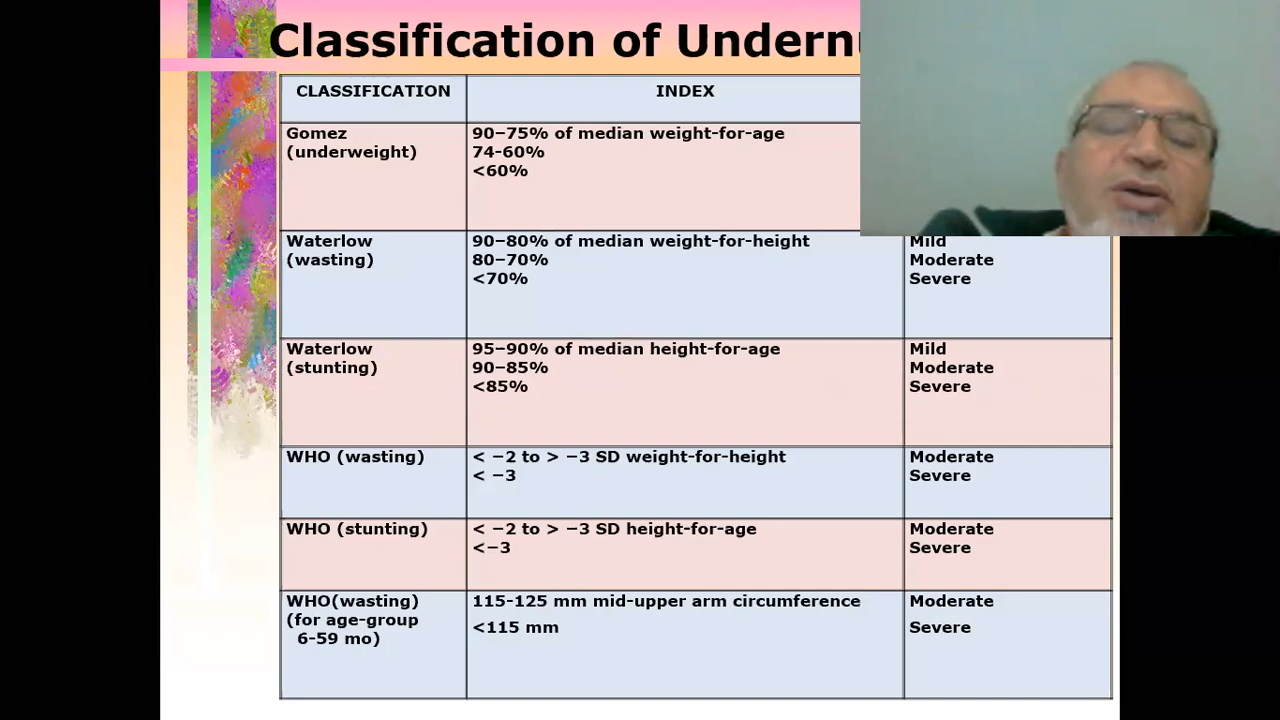 Classification of Undernu
CLASSIFICATION
INDEX
Gomez
(underweight)
90–75% of median weight-for-age
74-60%
<60%
Waterlow
(wasting)
90–80% of median weight-for-height
80–70%
<70%
Mild
Moderate
Severe
Waterlow
(stunting)
95–90% of median height-for-age
90–85%
<85%
Mild
Moderate
Severe
WHO (wasting)
< −2 to > −3 SD weight-for-height
< −3
Moderate
Severe
WHO (stunting)
< −2 to > −3 SD height-for-age
<−3
Moderate
Severe
WHO(wasting)
(for age-group
6-59 mo)
115-125 mm mid-upper arm circumference
<115 mm
Moderate
Severe